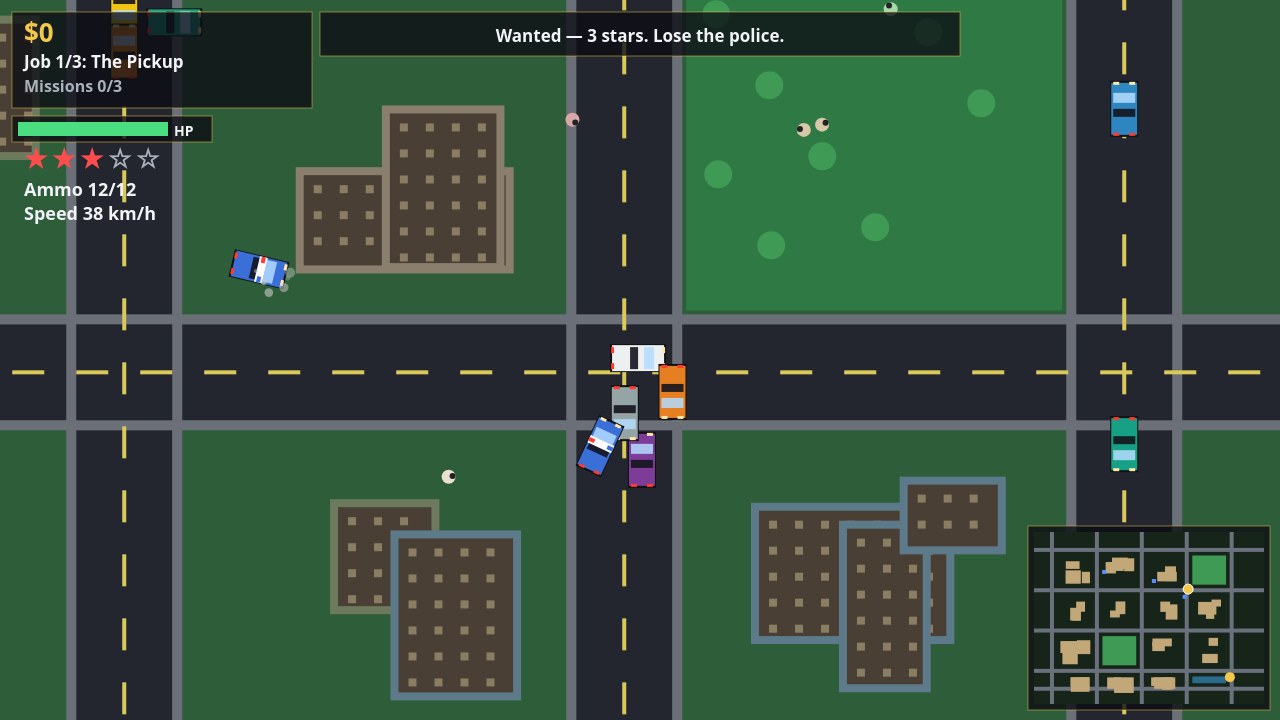 $0
Wanted — 3 stars. Lose the police.
Job 1/3: The Pickup
Missions 0/3
HP
Ammo 12/12
Speed 38 km/h